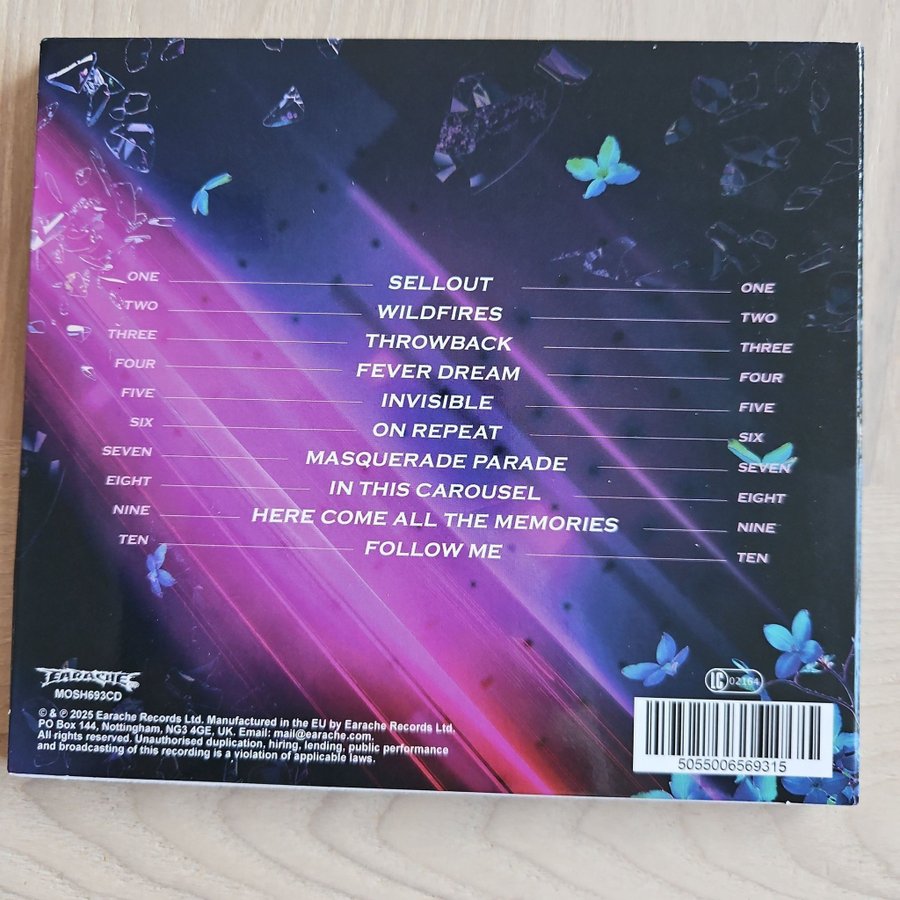 ONE SELLOUT ONE
TWO WILDFIRES TWO
THREE THROWBACK THREE
FOUR FEVER DREAM FOUR
FIVE INVISIBLE FIVE
SIX ON REPEAT SIX
SEVEN MASQUERADE PARADE SEVEN
EIGHT IN THIS CAROUSEL EIGHT
NINE HERE COME ALL THE MEMORIES NINE
TEN FOLLOW ME TEN
EARACHE
MOSH693CD
© & ℗ 2025 Earache Records Ltd. Manufactured in the EU by Earache Records Ltd.
PO Box 144, Nottingham, NG3 4GE, UK. Email: mail@earache.com.
All rights reserved. Unauthorised duplication, hiring, lending, public performance
and broadcasting of this recording is a violation of applicable laws.
LC 02164
5055006569315